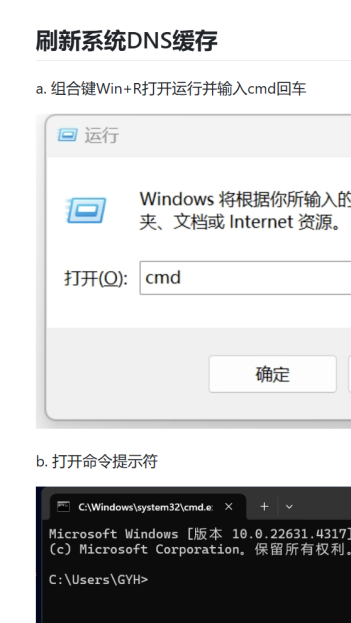 刷新系统DNS缓存
a. 组合键Win+R打开运行并输入cmd回车
运行
Windows 将根据你所输入的
夹、文档或 Internet 资源。
打开(O):
cmd
确定
b. 打开命令提示符
C:\Windows\system32\cmd.e:
Microsoft Windows [版本 10.0.22631.4317]
(c) Microsoft Corporation。保留所有权利。
C:\Users\GYH>